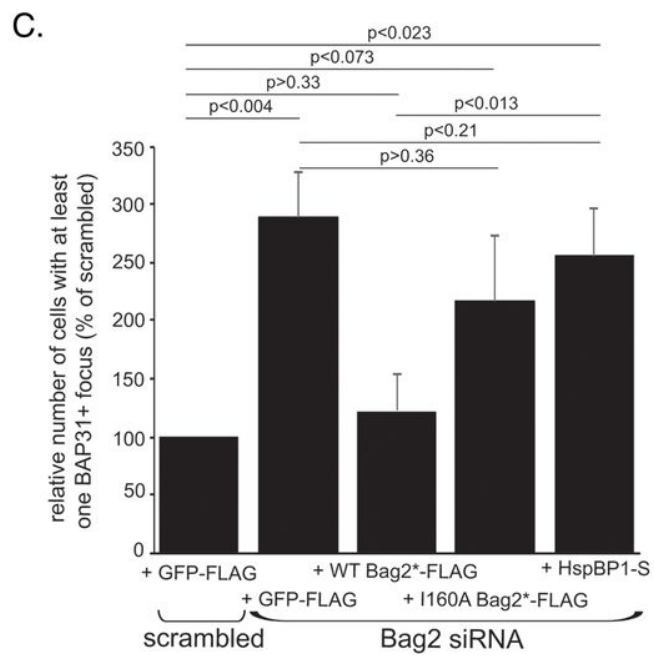 C.
p<0.023
p<0.073
p>0.33
p<0.004
p<0.013
p<0.21
p>0.36
relative number of cells with at least
one BAP31+ focus (% of scrambled)
350
300
250
200
150
100
50
0
+ GFP-FLAG
+ WT Bag2*-FLAG
+ HspBP1-S
+ GFP-FLAG
+ I160A Bag2*-FLAG
scrambled
Bag2 siRNA